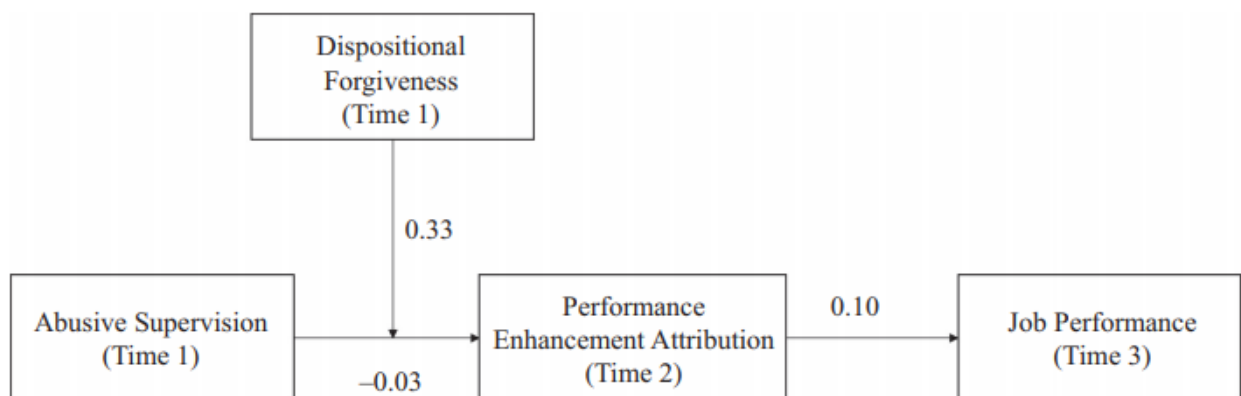 Dispositional
Forgiveness
(Time 1)
0.33
Abusive Supervision
(Time 1)
–0.03
Performance
Enhancement Attribution
(Time 2)
0.10
Job Performance
(Time 3)